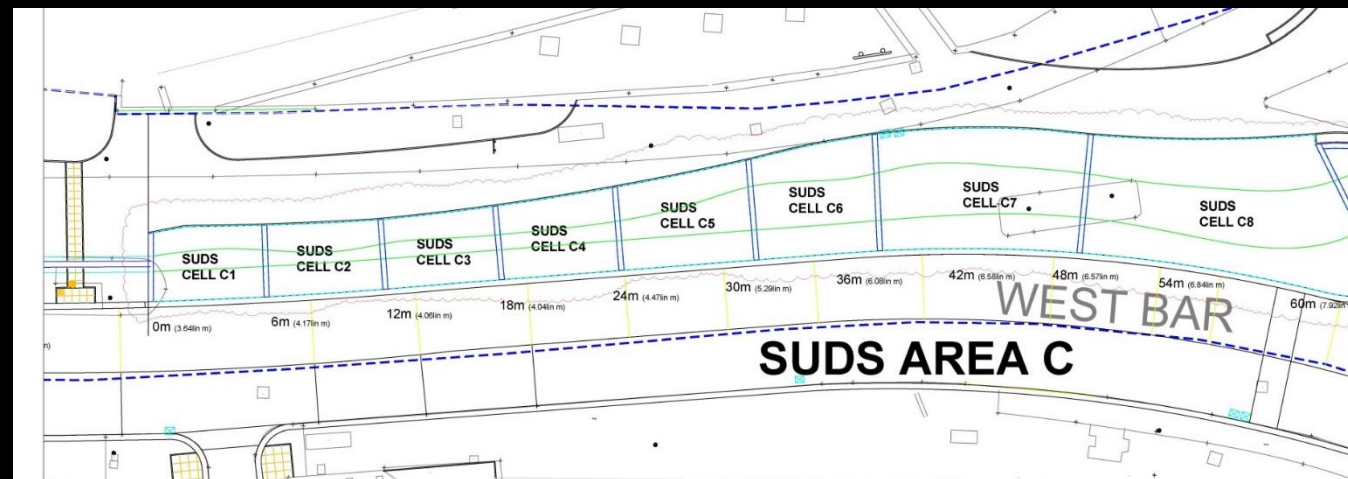 SUDS
CELL C1
SUDS
CELL C2
SUDS
CELL C3
SUDS
CELL C4
SUDS
CELL C5
SUDS
CELL C6
SUDS
CELL C7
SUDS
CELL C8
0m (3.64lin m)
6m (4.17lin m)
12m (4.06lin m)
18m (4.04lin m)
24m (4.47lin m)
30m (5.29lin m)
36m (6.08lin m)
42m (6.58lin m)
48m (6.57lin m)
54m (6.84lin m)
60m (7.92lin
WEST BAR
SUDS AREA C